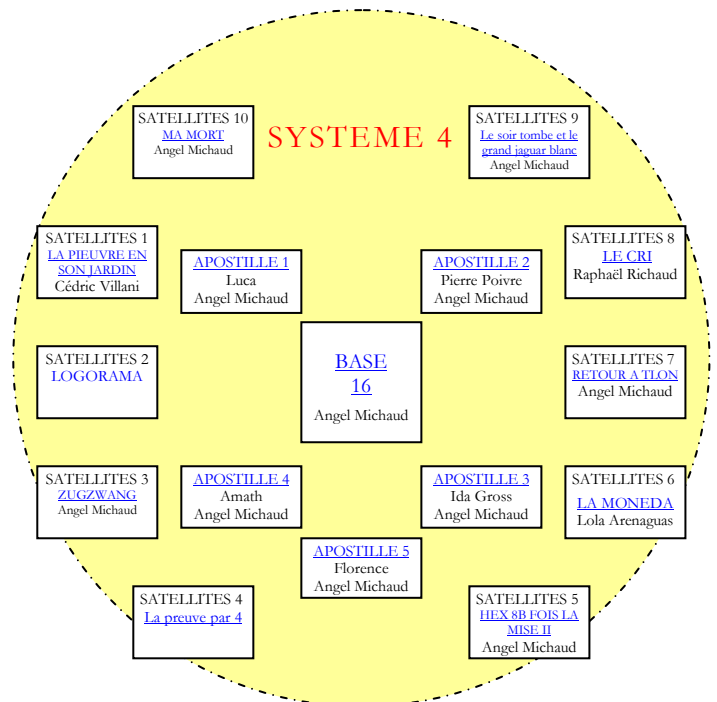 SATELLITES 10
MA MORT
Angel Michaud
SYSTEME 4
SATELLITES 9
Le soir tombe et le
grand jaguar blanc
Angel Michaud
SATELLITES 1
LA PIEUVRE EN
SON JARDIN
Cédric Villani
APOSTILLE 1
Luca
Angel Michaud
APOSTILLE 2
Pierre Poivre
Angel Michaud
SATELLITES 8
LE CRI
Raphaël Richaud
SATELLITES 2
LOGORAMA
BASE
16
Angel Michaud
SATELLITES 7
RETOUR A TLON
Angel Michaud
SATELLITES 3
ZUGZWANG
Angel Michaud
APOSTILLE 4
Amath
Angel Michaud
APOSTILLE 3
Ida Gross
Angel Michaud
SATELLITES 6
LA MONEDA
Lola Arenaguas
APOSTILLE 5
Florence
Angel Michaud
SATELLITES 4
La preuve par 4
SATELLITES 5
HEX 8B FOIS LA
MISE II
Angel Michaud